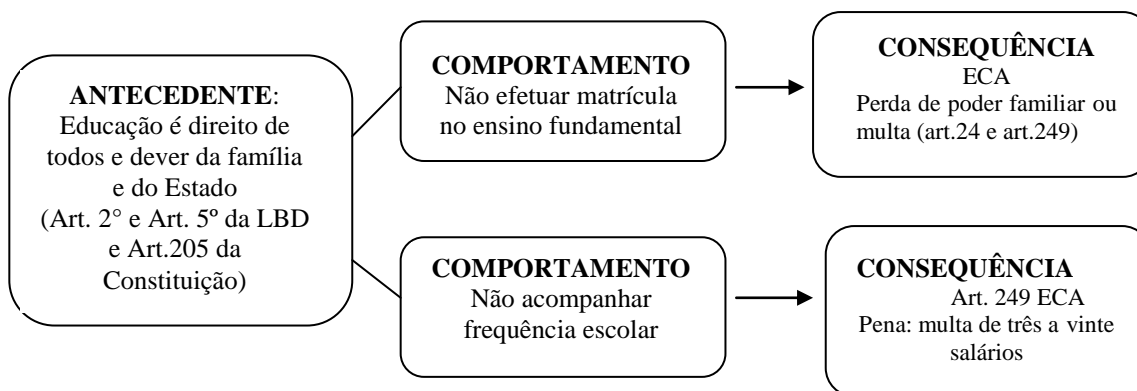 ANTECEDENTE:
Educação é direito de
todos e dever da família
e do Estado
(Art. 2° e Art. 5º da LBD
e Art.205 da
Constituição)
COMPORTAMENTO
Não efetuar matrícula
no ensino fundamental
CONSEQUÊNCIA
ECA
Perda de poder familiar ou
multa (art.24 e art.249)
COMPORTAMENTO
Não acompanhar
frequência escolar
CONSEQUÊNCIA
Art. 249 ECA
Pena: multa de três a vinte
salários